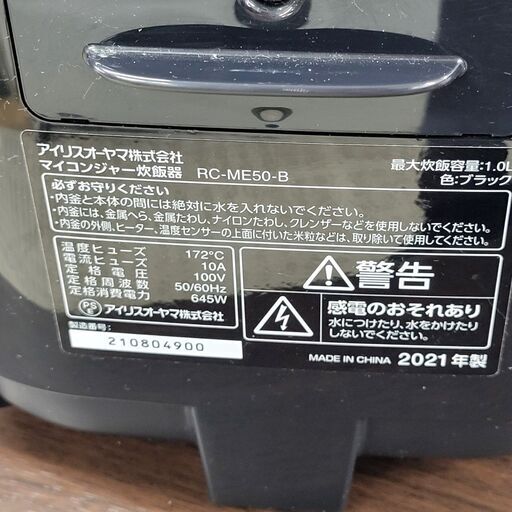 アイリスオーヤマ株式会社
マイコンジャー炊飯器 RC-ME50-B
最大炊飯容量:1.0L
色:ブラック
必ずお守りください
・内釜と本体の間には絶対に水を入れないでください。
・内釜には、金属へら、金属たわし、ナイロンたわし、クレンザーなどを使用しないでください。
・内釜の外側、ヒーター、温度センサーの上面に付いた米粒などは、取り除いて使用してください。
温度ヒューズ 172℃
電流ヒューズ 10A
定格電圧 100V
定格周波数 50/60Hz
定格消費電力 645W
PS E アイリスオーヤマ株式会社
製造番号:
210804900
警告
感電のおそれあり
水につけたり、水をかけたり
しないでください。
MADE IN CHINA 2021年製